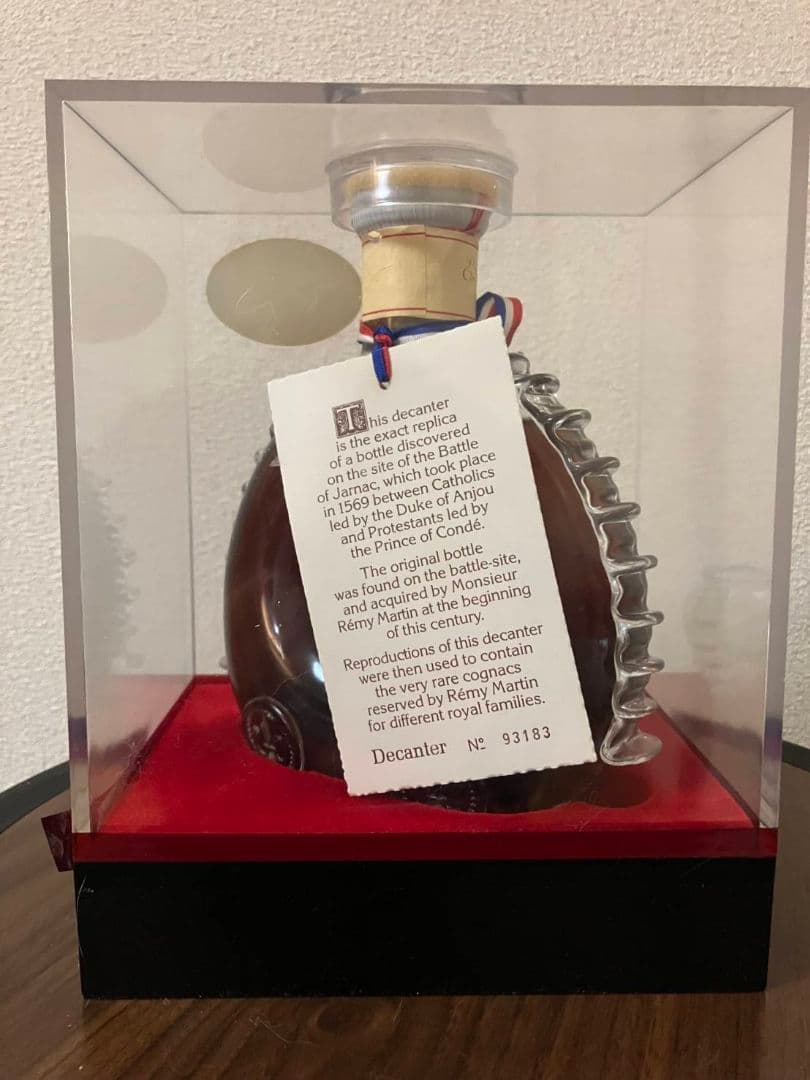 This decanter
is the exact replica
of a bottle discovered
on the site of the Battle
of Jarnac, which took place
in 1569 between Catholics
led by the Duke of Anjou
and Protestants led by
the Prince of Condé.
The original bottle
was found on the battle-site,
and acquired by Monsieur
Rémy Martin at the beginning
of this century.
Reproductions of this decanter
were then used to contain
the very rare cognacs
reserved by Rémy Martin
for different royal families.
Decanter Nº 93183